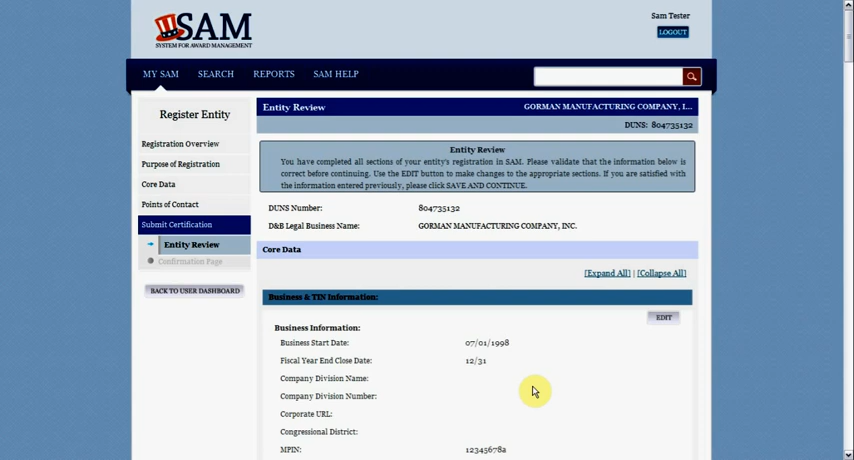 SAM
SYSTEM FOR AWARD MANAGEMENT
Sam Tester
LOGOUT
MY SAM SEARCH REPORTS SAM HELP
Register Entity
Registration Overview
Purpose of Registration
Core Data
Points of Contact
Submit Certification
Entity Review
Confirmation Page
BACK TO USER DASHBOARD
Entity Review GORMAN MANUFACTURING COMPANY, I...
DUNS: 804735132
Entity Review
You have completed all sections of your entity's registration in SAM. Please validate that the information below is
correct before continuing. Use the EDIT button to make changes to the appropriate sections. If you are satisfied with
the information entered previously, please click SAVE AND CONTINUE.
DUNS Number: 804735132
D&B Legal Business Name: GORMAN MANUFACTURING COMPANY, INC.
Core Data
[Expand All] | [Collapse All]
Business & TIN Information:
EDIT
Business Information:
Business Start Date: 07/01/1998
Fiscal Year End Close Date: 12/31
Company Division Name:
Company Division Number:
Corporate URL:
Congressional District:
MPIN: 12345678a